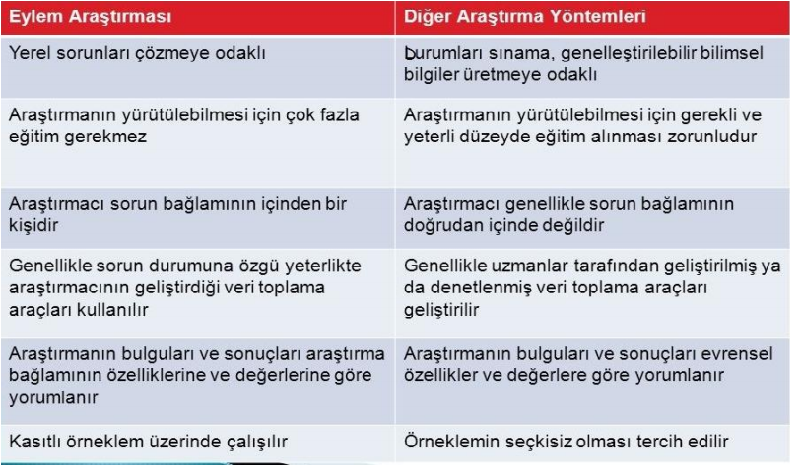 Eylem Araştırması
Diğer Araştırma Yöntemleri
Yerel sorunları çözmeye odaklı
Durumları sınama, genelleştirilebilir bilimsel
bilgiler üretmeye odaklı
Araştırmanın yürütülebilmesi için çok fazla
eğitim gerekmez
Araştırmanın yürütülebilmesi için gerekli ve
yeterli düzeyde eğitim alınması zorunludur
Araştırmacı sorun bağlamının içinden bir
kişidir
Araştırmacı genellikle sorun bağlamının
doğrudan içinde değildir
Genellikle sorun durumuna özgü yeterlikte
araştırmacının geliştirdiği veri toplama
araçları kullanılır
Genellikle uzmanlar tarafından geliştirilmiş ya
da denetlenmiş veri toplama araçları
geliştirilir
Araştırmanın bulguları ve sonuçları araştırma
bağlamının özelliklerine ve değerlerine göre
yorumlanır
Araştırmanın bulguları ve sonuçları evrensel
özellikler ve değerlere göre yorumlanır
Kasıtlı örneklem üzerinde çalışılır
Örneklemin seçkisiz olması tercih edilir